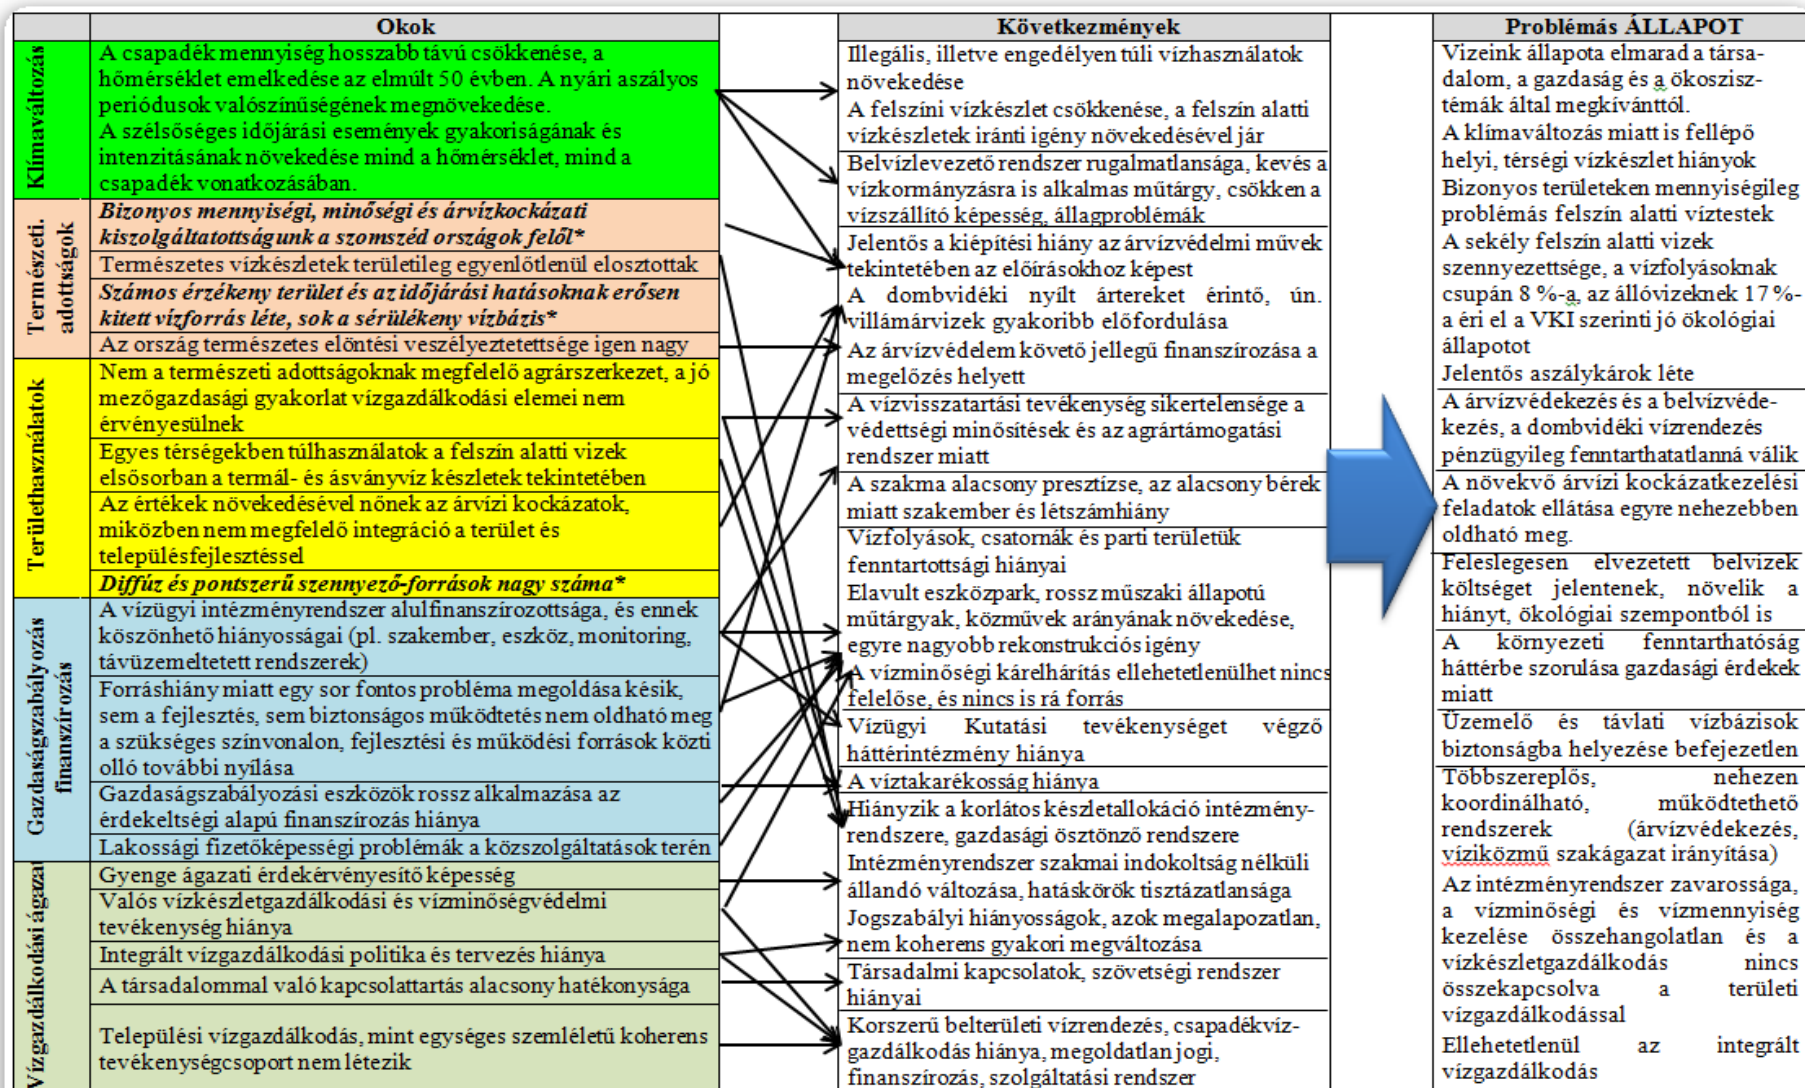 Okok
Klímaváltozás
A csapadék mennyiség hosszabb távú csökkenése, a
hőmérséklet emelkedése az elmúlt 50 évben. A nyári aszályos
periódusok valószínűségének megnövekedése.
A szélsőséges időjárási események gyakoriságának és
intenzitásának növekedése mind a hőmérséklet, mind a
csapadék vonatkozásában.
Természeti.
adottságok
Bizonyos mennyiségi, minőségi és árvízkockázati
kiszolgáltatottságunk a szomszéd országok felől*
Természetes vízkészletek területileg egyenlőtlenül elosztottak
Számos érzékeny terület és az időjárási hatásoknak erősen
kitett vízforrás léte, sok a sérülékeny vízbázis*
Az ország természetes elöntési veszélyeztetettsége igen nagy
Területhasználatok
Nem a természeti adottságoknak megfelelő agrárszerkezet, a jó
mezőgazdasági gyakorlat vízgazdálkodási elemei nem
érvényesülnek
Egyes térségekben túlhasználatok a felszín alatti vizek
elsősorban a termál- és ásványvíz készletek tekintetében
Az értékek növekedésével nőnek az árvízi kockázatok,
miközben nem megfelelő integráció a terület és
településfejlesztéssel
Diffúz és pontszerű szennyező-források nagy száma*
Gazdaságszabályozás
finanszírozás
A vízügyi intézményrendszer alulfinanszírozottsága, és ennek
köszönhető hiányosságai (pl. szakember, eszköz, monitoring,
távüzemeltetett rendszerek)
Forráshiány miatt egy sor fontos probléma megoldása késik,
sem a fejlesztés, sem biztonságos működtetés nem oldható meg
a szükséges színvonalon, fejlesztési és működési források közti
olló további nyílása
Gazdaságszabályozási eszközök rossz alkalmazása az
érdekeltségi alapú finanszírozás hiánya
Lakossági fizetőképességi problémák a közszolgáltatások terén
Vízgazdálkodási ágazat
Gyenge ágazati érdekérvényesítő képesség
Valós vízkészletgazdálkodási és vízminőségvédelmi
tevékenység hiánya
Integrált vízgazdálkodási politika és tervezés hiánya
A társadalommal való kapcsolattartás alacsony hatékonysága
Települési vízgazdálkodás, mint egységes szemléletű koherens
tevékenységcsoport nem létezik
Következmények
Illegális, illetve engedélyen túli vízhasználatok
növekedése
A felszíni vízkészlet csökkenése, a felszín alatti
vízkészletek iránti igény növekedésével jár
Belvízlevezető rendszer rugalmatlansága, kevés a
vízkormányzásra is alkalmas műtárgy, csökken a
vízszállító képesség, állagproblémák
Jelentős a kiépítési hiány az árvízvédelmi művek
tekintetében az előírásokhoz képest
A dombvidéki nyílt ártereket érintő, ún.
villámárvizek gyakoribb előfordulása
Az árvízvédelem követő jellegű finanszírozása a
megelőzés helyett
A vízvisszatartási tevékenység sikertelensége a
védettségi minősítések és az agrártámogatási
rendszer miatt
A szakma alacsony presztízse, az alacsony bérek
miatt szakember és létszámhiány
Vízfolyások, csatornák és parti területük
fenntartottsági hiányai
Elavult eszközpark, rossz műszaki állapotú
műtárgyak, közművek arányának növekedése,
egyre nagyobb rekonstrukciós igény
A vízminőségi kárelhárítás ellehetetlenülhet nincs
felelőse, és nincs is rá forrás
Vízügyi Kutatási tevékenységet végző
háttérintézmény hiánya
A víztakarékosság hiánya
Hiányzik a korlátos készletallokáció intézmény-
rendszere, gazdasági ösztönző rendszere
Intézményrendszer szakmai indokoltság nélküli
állandó változása, hatáskörök tisztázatlansága
Jogszabályi hiányosságok, azok megalapozatlan,
nem koherens gyakori megváltozása
Társadalmi kapcsolatok, szövetségi rendszer
hiányai
Korszerű belterületi vízrendezés, csapadékvíz-
gazdálkodás hiánya, megoldatlan jogi,
finanszírozás, szolgáltatási rendszer
Problémás ÁLLAPOT
Vizeink állapota elmarad a társa-
dalom, a gazdaság és a ökoszisz-
témák által megkívánttól.
A klímaváltozás miatt is fellépő
helyi, térségi vízkészlet hiányok
Bizonyos területeken mennyiségileg
problémás felszín alatti víztestek
A sekély felszín alatti vizek
szennyezettsége, a vízfolyásoknak
csupán 8 %-a, az állóvizeknek 17 %-
a éri el a VKI szerinti jó ökológiai
állapotot
Jelentős aszálykárok léte
A árvízvédekezés és a belvízvéde-
kezés, a dombvidéki vízrendezés
pénzügyileg fenntarthatatlanná válik
A növekvő árvízi kockázatkezelési
feladatok ellátása egyre nehezebben
oldható meg.
Feleslegesen elvezetett belvizek
költséget jelentenek, növelik a
hiányt, ökológiai szempontból is
A környezeti fenntarthatóság
háttérbe szorulása gazdasági érdekek
miatt
Üzemelő és távlati vízbázisok
biztonságba helyezése befejezetlen
Többszereplős, nehezen
koordinálható, működtethető
rendszerek (árvízvédekezés,
víziközmű szakágazat irányítása)
Az intézményrendszer zavarossága,
a vízminőségi és vízmennyiség
kezelése összehangolatlan és a
vízkészletgazdálkodás nincs
összekapcsolva a területi
vízgazdálkodással
Ellehetetlenül az integrált
vízgazdálkodás